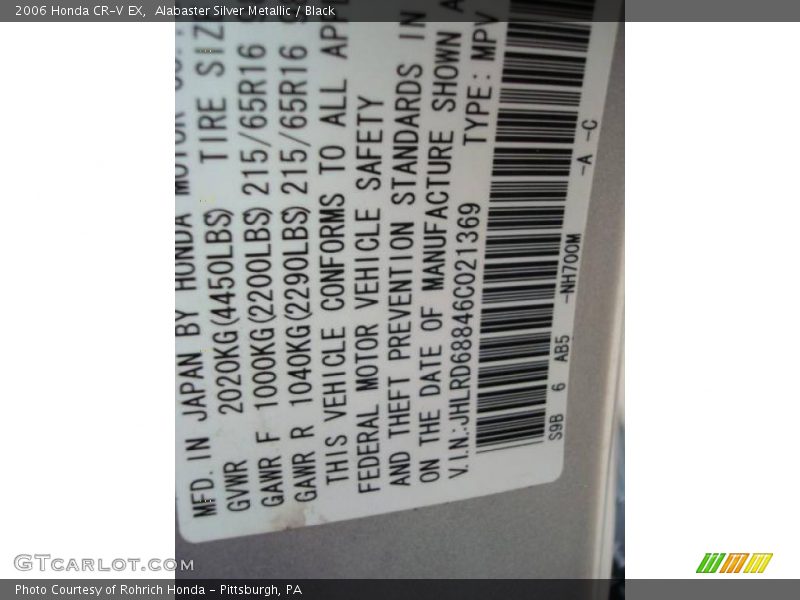 2006 Honda CR-V EX, Alabaster Silver Metallic / Black
MFD. IN JAPAN BY HONDA MOTOR CO.
GVWR 2020KG(4450LBS) TIRE SIZE
GAWR F 1000KG(2200LBS) 215/65R16
GAWR R 1040KG(2290LBS) 215/65R16
THIS VEHICLE CONFORMS TO ALL APPL
FEDERAL MOTOR VEHICLE SAFETY
AND THEFT PREVENTION STANDARDS IN
ON THE DATE OF MANUFACTURE SHOWN A
V.I.N.:JHLRD68846C021369 TYPE: MPV
S9B 6 AB5 -NH700M -A -C
GTCARLOT.COM
Photo Courtesy of Rohrich Honda - Pittsburgh, PA